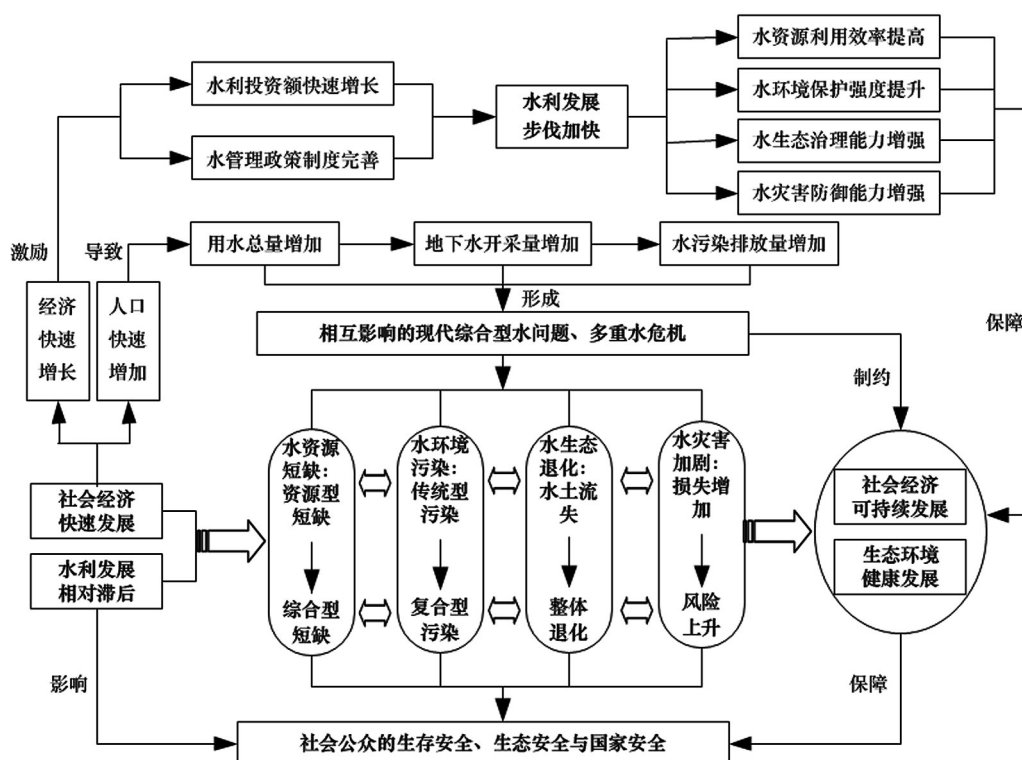 水资源利用效率提高
水利投资额快速增长
水环境保护强度提升
水利发展
步伐加快
水管理政策制度完善
水生态治理能力增强
水灾害防御能力增强
激励
导致
用水总量增加
地下水开采量增加
水污染排放量增加
形成
经济
快速
增长
人口
快速
增加
相互影响的现代综合型水问题、多重水危机
保障
制约
水资源
短缺：
资源型
短缺
综合型
短缺
水环境
污染：
传统型
污染
复合型
污染
水生态
退化：
水土流
失
整体
退化
水灾害
加剧：
损失增
加
风险
上升
社会经济
快速发展
水利发展
相对滞后
社会经济
可持续发展
生态环境
健康发展
影响
保障
社会公众的生存安全、生态安全与国家安全